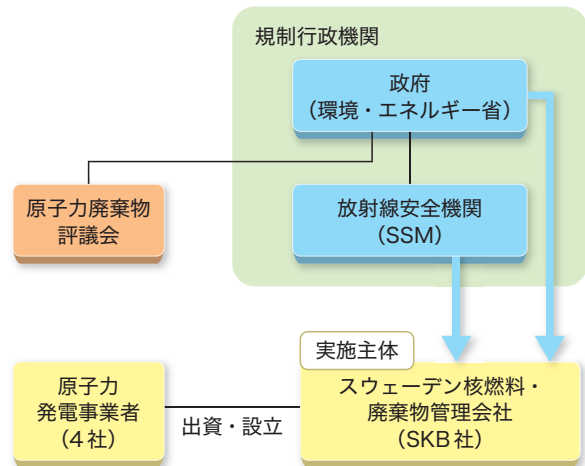 規制行政機関
政府
（環境・エネルギー省）
原子力廃棄物
評議会
放射線安全機関
（SSM）
実施主体
原子力
発電事業者
（4社）
出資・設立
スウェーデン核燃料・
廃棄物管理会社
（SKB社）